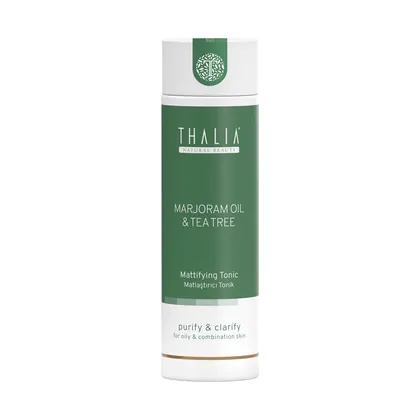 THALIA
NATURAL BEAUTY
MARJORAM OIL
& TEA TREE
Mattifying Tonic
Matlaştırıcı Tonik
purify & clarify
for oily & combination skin